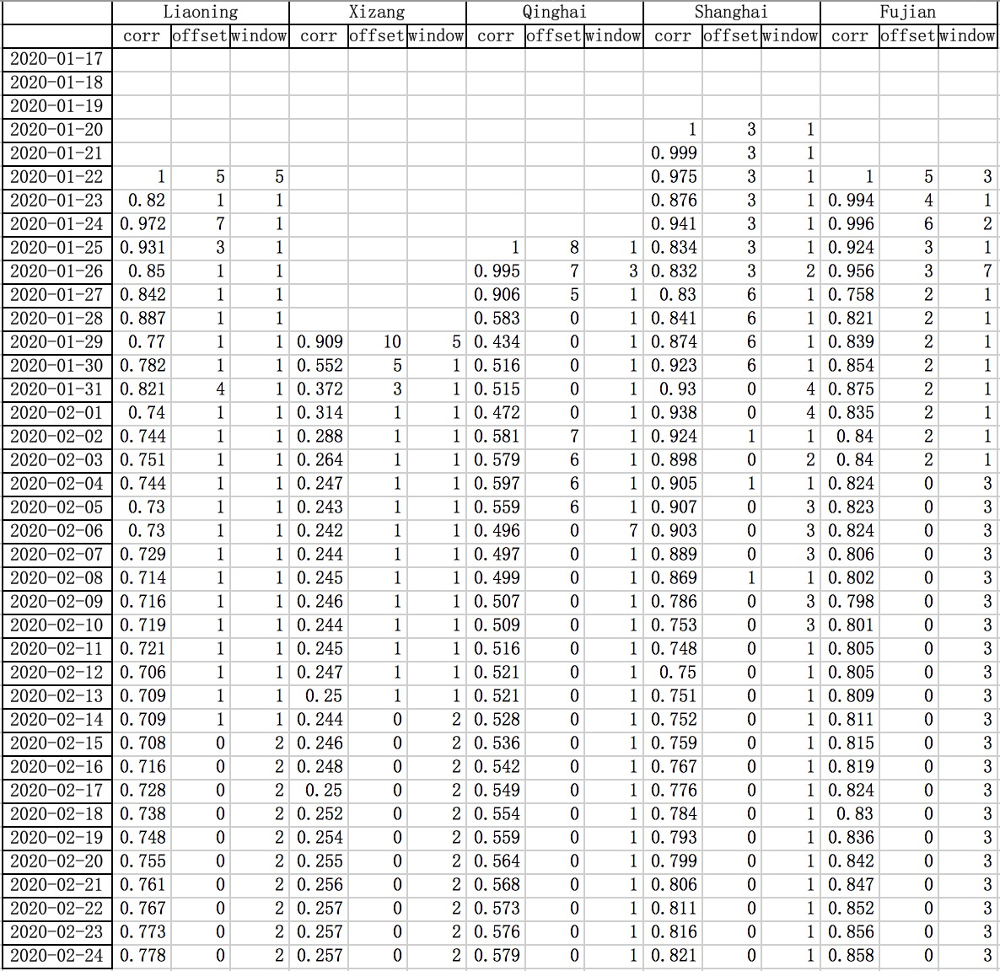 Liaoning Xizang Qinghai Shanghai Fujian
corr offset window corr offset window corr offset window corr offset window corr offset window
2020-01-17
2020-01-18
2020-01-19
2020-01-20 1 3 1
2020-01-21 0.999 3 1
2020-01-22 1 5 5 0.975 3 1 1 5 3
2020-01-23 0.82 1 1 0.876 3 1 0.994 4 1
2020-01-24 0.972 7 1 0.941 3 1 0.996 6 2
2020-01-25 0.931 3 1 1 8 1 0.834 3 1 0.924 3 1
2020-01-26 0.85 1 1 0.995 7 3 0.832 3 2 0.956 3 7
2020-01-27 0.842 1 1 0.906 5 1 0.83 6 1 0.758 2 1
2020-01-28 0.887 1 1 0.583 0 1 0.841 6 1 0.821 2 1
2020-01-29 0.77 1 1 0.909 10 5 0.434 0 1 0.874 6 1 0.839 2 1
2020-01-30 0.782 1 1 0.552 5 1 0.516 0 1 0.923 6 1 0.854 2 1
2020-01-31 0.821 4 1 0.372 3 1 0.515 0 1 0.93 0 4 0.875 2 1
2020-02-01 0.74 1 1 0.314 1 1 0.472 0 1 0.938 0 4 0.835 2 1
2020-02-02 0.744 1 1 0.288 1 1 0.581 7 1 0.924 1 1 0.84 2 1
2020-02-03 0.751 1 1 0.264 1 1 0.579 6 1 0.898 0 2 0.84 2 1
2020-02-04 0.744 1 1 0.247 1 1 0.597 6 1 0.905 1 1 0.824 0 3
2020-02-05 0.73 1 1 0.243 1 1 0.559 6 1 0.907 0 3 0.823 0 3
2020-02-06 0.73 1 1 0.242 1 1 0.496 0 7 0.903 0 3 0.824 0 3
2020-02-07 0.729 1 1 0.244 1 1 0.497 0 1 0.889 0 3 0.806 0 3
2020-02-08 0.714 1 1 0.245 1 1 0.499 0 1 0.869 1 1 0.802 0 3
2020-02-09 0.716 1 1 0.246 1 1 0.507 0 1 0.786 0 3 0.798 0 3
2020-02-10 0.719 1 1 0.244 1 1 0.509 0 1 0.753 0 3 0.801 0 3
2020-02-11 0.721 1 1 0.245 1 1 0.516 0 1 0.748 0 1 0.805 0 3
2020-02-12 0.706 1 1 0.247 1 1 0.521 0 1 0.75 0 1 0.805 0 3
2020-02-13 0.709 1 1 0.25 1 1 0.521 0 1 0.751 0 1 0.809 0 3
2020-02-14 0.709 1 1 0.244 0 2 0.528 0 1 0.752 0 1 0.811 0 3
2020-02-15 0.708 0 2 0.246 0 2 0.536 0 1 0.759 0 1 0.815 0 3
2020-02-16 0.716 0 2 0.248 0 2 0.542 0 1 0.767 0 1 0.819 0 3
2020-02-17 0.728 0 2 0.25 0 2 0.549 0 1 0.776 0 1 0.824 0 3
2020-02-18 0.738 0 2 0.252 0 2 0.554 0 1 0.784 0 1 0.83 0 3
2020-02-19 0.748 0 2 0.254 0 2 0.559 0 1 0.793 0 1 0.836 0 3
2020-02-20 0.755 0 2 0.255 0 2 0.564 0 1 0.799 0 1 0.842 0 3
2020-02-21 0.761 0 2 0.256 0 2 0.568 0 1 0.806 0 1 0.847 0 3
2020-02-22 0.767 0 2 0.257 0 2 0.573 0 1 0.811 0 1 0.852 0 3
2020-02-23 0.773 0 2 0.257 0 2 0.576 0 1 0.816 0 1 0.856 0 3
2020-02-24 0.778 0 2 0.257 0 2 0.579 0 1 0.821 0 1 0.858 0 3